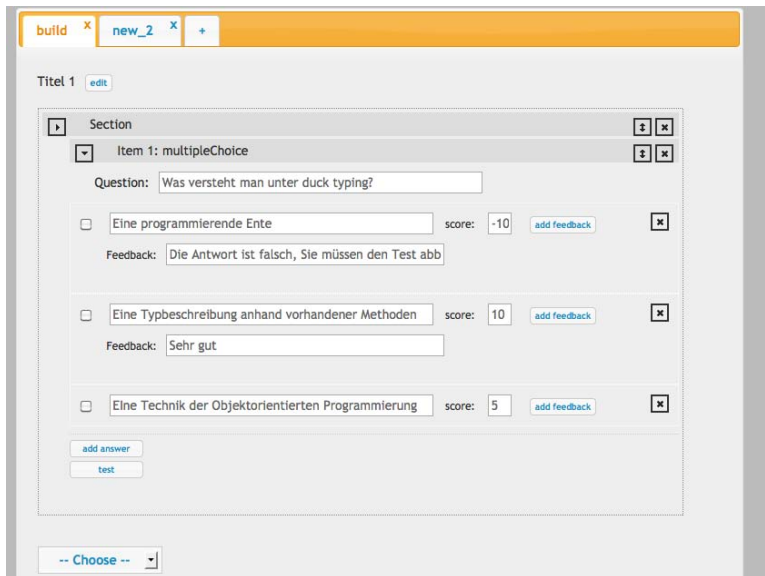 build x new_2 x +
Titel 1 edit
Section
Item 1: multipleChoice
Question: Was versteht man unter duck typing?
Eine programmierende Ente score: -10 add feedback
Feedback: Die Antwort ist falsch, Sie müssen den Test abb
Eine Typbeschreibung anhand vorhandener Methoden score: 10 add feedback
Feedback: Sehr gut
EIne Technik der Objektorientierten Programmierung score: 5 add feedback
add answer
test
-- Choose --